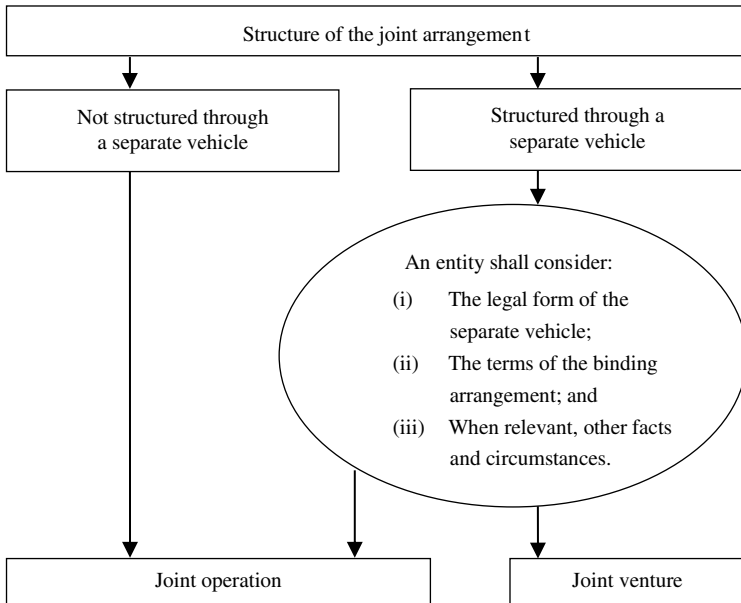 Structure of the joint arrangement
Not structured through
a separate vehicle
Structured through a
separate vehicle
An entity shall consider:
(i) The legal form of the
separate vehicle;
(ii) The terms of the binding
arrangement; and
(iii) When relevant, other facts
and circumstances.
Joint operation
Joint venture